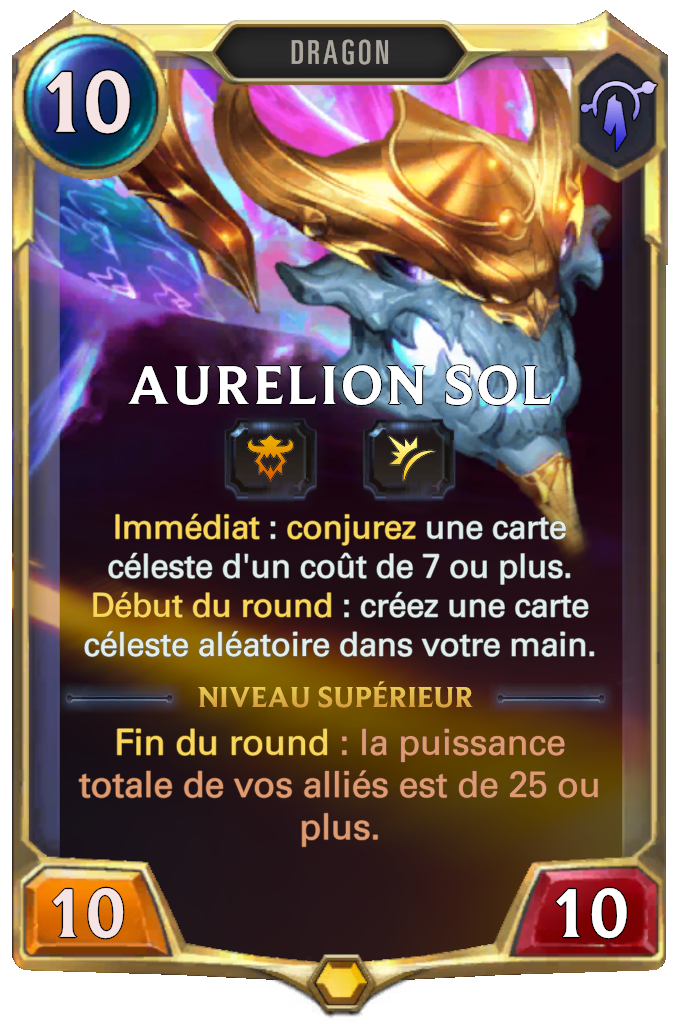 DRAGON
10
AURELION SOL
Immédiat : conjurez une carte
céleste d'un coût de 7 ou plus.
Début du round : créez une carte
céleste aléatoire dans votre main.
NIVEAU SUPÉRIEUR
Fin du round : la puissance
totale de vos alliés est de 25 ou
plus.
10
10